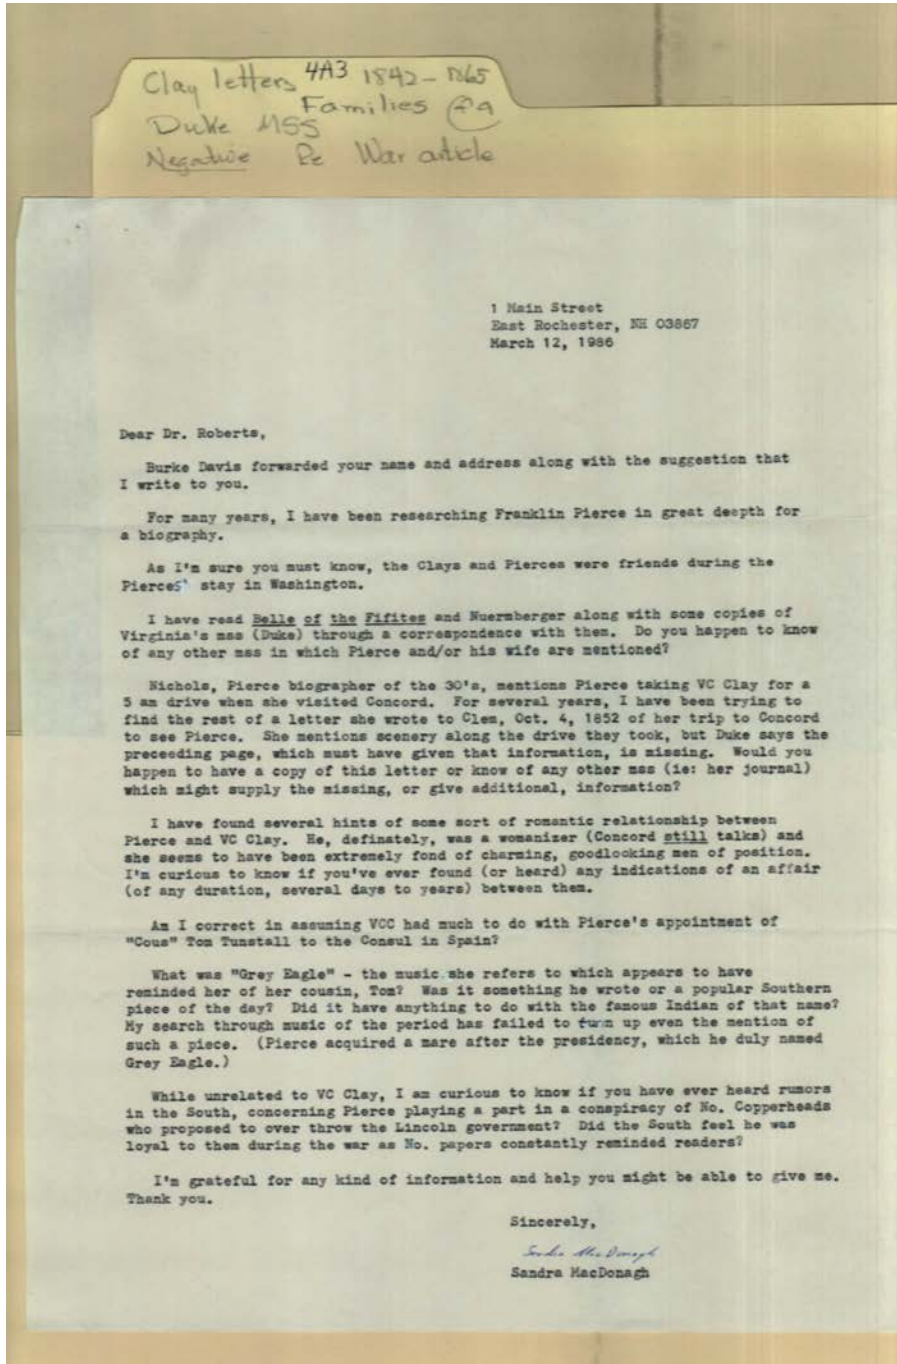 Clay letters 4A3 1842-1865
Families
Duke MSS
Negative Re War article
1 Main Street
East Rochester, NH 03867
March 12, 1986
Dear Dr. Roberts,
Burke Davis forwarded your name and address along with the suggestion that
I write to you.
For many years, I have been researching Franklin Pierce in great deepth for
a biography.
As I'm sure you must know, the Clays and Pierces were friends during the
Pierces' stay in Washington.
I have read Belle of the Fifites and Nuermberger along with some copies of
Virginia's mss (Duke) through a correspondence with them. Do you happen to know
of any other mss in which Pierce and/or his wife are mentioned?
Nichols, Pierce biographer of the 30's, mentions Pierce taking VC Clay for a
5 am drive when she visited Concord. For several years, I have been trying to
find the rest of a letter she wrote to Clem, Oct. 4, 1852 of her trip to Concord
to see Pierce. She mentions scenery along the drive they took, but Duke says the
preceeding page, which must have given that information, is missing. Would you
happen to have a copy of this letter or know of any other mss (ie: her journal)
which might supply the missing, or give additional, information?
I have found several hints of some sort of romantic relationship between
Pierce and VC Clay. He, definately, was a womanizer (Concord still talks) and
she seems to have been extremely fond of charming, goodlooking men of position.
I'm curious to know if you've ever found (or heard) any indications of an affair
(of any duration, several days to years) between them.
Am I correct in assuming VCC had much to do with Pierce's appointment of
"Cous" Tom Tunstall to the Consul in Spain?
What was "Grey Eagle" - the music she refers to which appears to have
reminded her of her cousin, Tom? Was it something he wrote or a popular Southern
piece of the day? Did it have anything to do with the famous Indian of that name?
My search through music of the period has failed to turn up even the mention of
such a piece. (Pierce acquired a mare after the presidency, which he duly named
Grey Eagle.)
While unrelated to VC Clay, I am curious to know if you have ever heard rumors
in the South, concerning Pierce playing a part in a conspiracy of No. Copperheads
who proposed to over throw the Lincoln government? Did the South feel he was
loyal to them during the war as No. papers constantly reminded readers?
I'm grateful for any kind of information and help you might be able to give me.
Thank you.
Sincerely,
Sandra MacDonagh
Sandra MacDonagh